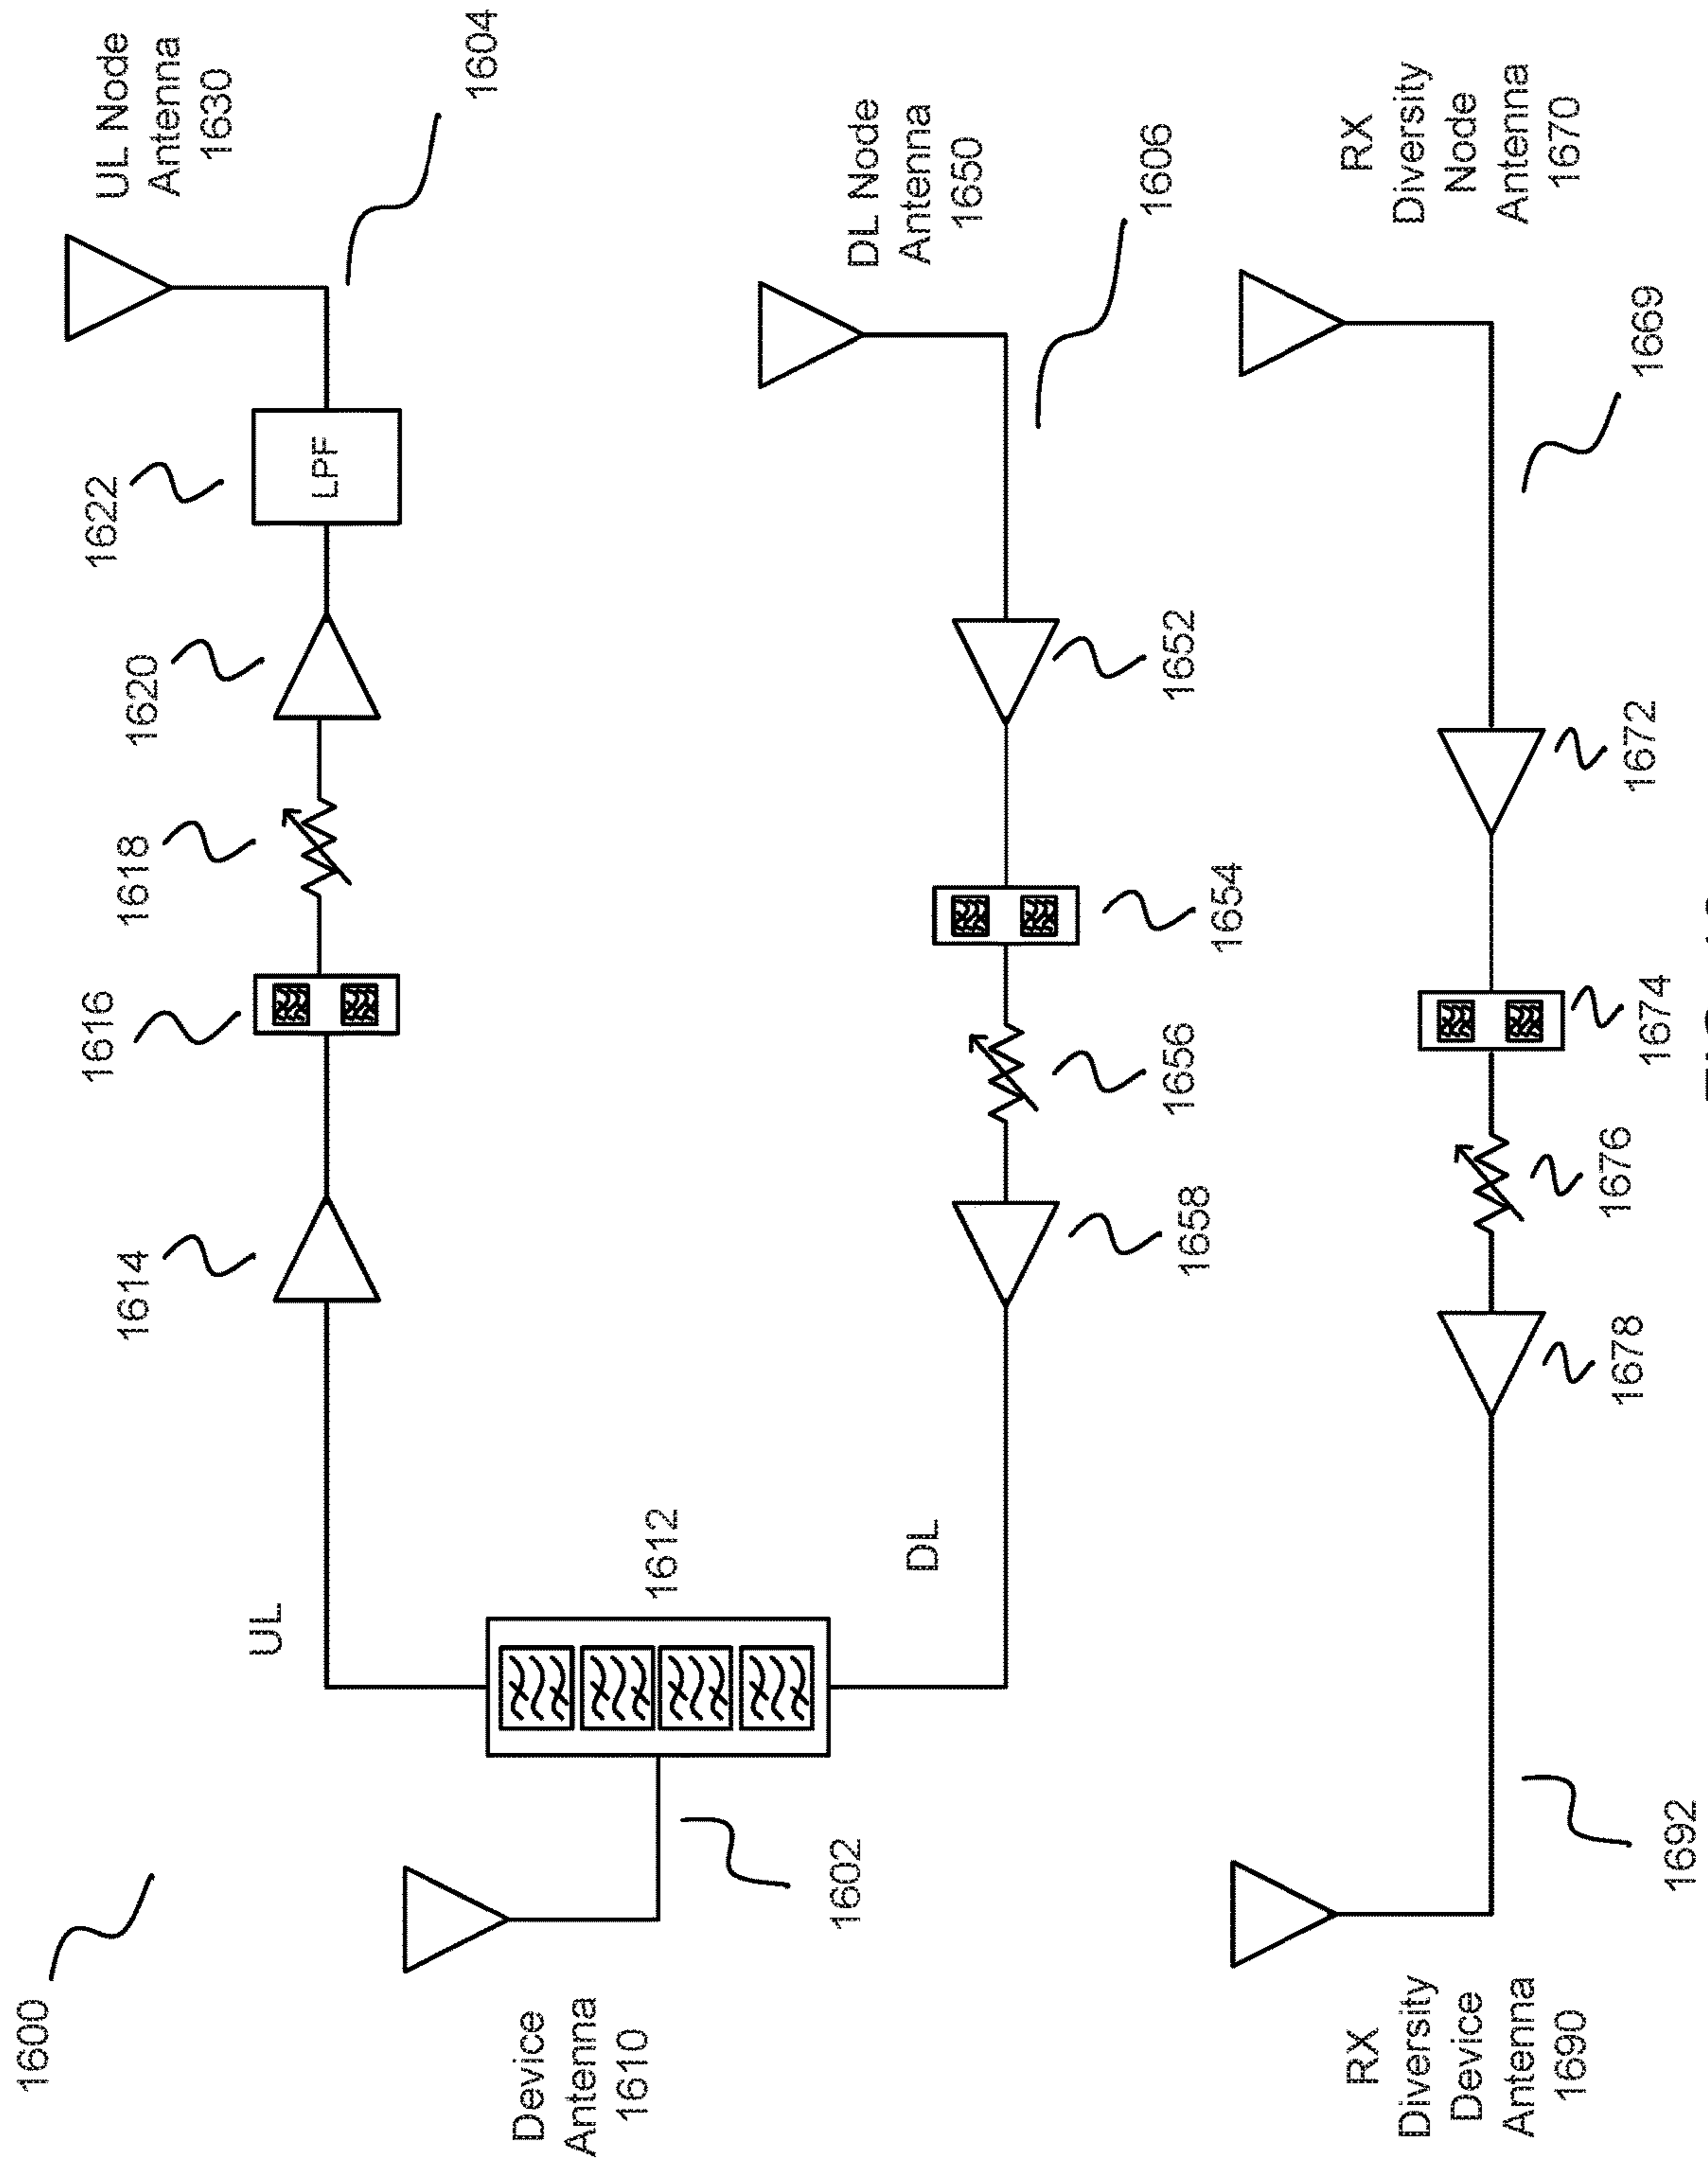 1600
UL Node
Antenna
1630
1604
1622
LPF
1620
1618
1616
1614
UL
Device
Antenna
1610
1602
1612
DL
DL Node
Antenna
1650
1606
1652
1654
1656
1658
RX
Diversity
Node
Antenna
1670
1669
1672
1674
1676
1678
1692
RX
Diversity
Device
Antenna
1690